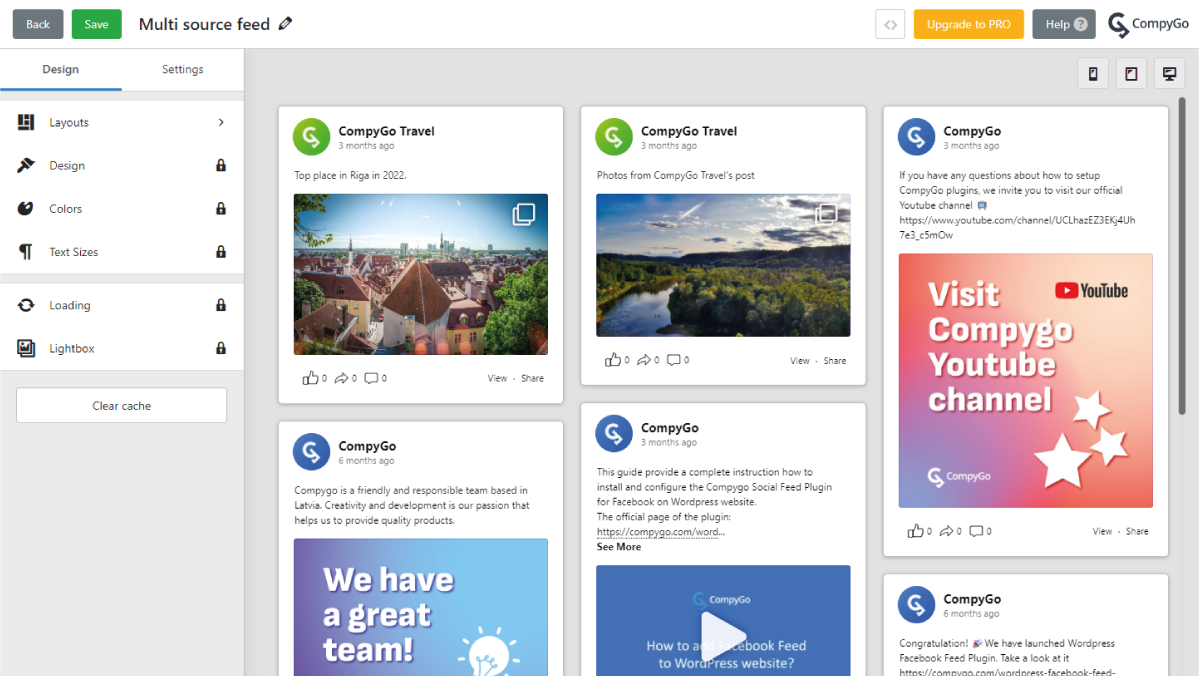 Back
Save
Multi source feed
Upgrade to PRO
Help ?
CompyGo
Design
Settings
Layouts
Design
Colors
Text Sizes
Loading
Lightbox
Clear cache
CompyGo Travel
3 months ago
Top place in Riga in 2022.
0 0 0
View · Share
CompyGo
6 months ago
Compygo is a friendly and responsible team based in
Latvia. Creativity and development is our passion that
helps us to provide quality products.
We have
a great
team!
CompyGo Travel
3 months ago
Photos from CompyGo Travel's post
0 0 0
View · Share
CompyGo
3 months ago
This guide provide a complete instruction how to
install and configure the Compygo Social Feed Plugin
for Facebook on Wordpress website.
The official page of the plugin:
https://compygo.com/word...
See More
CompyGo
How to add Facebook Feed
to WordPress website?
CompyGo
3 months ago
If you have any questions about how to setup
CompyGo plugins, we invite you to visit our official
Youtube channel
https://www.youtube.com/channel/UCLhazEZ3EKj4Uh
7e3_c5mOw
YouTube
Visit
Compygo
Youtube
channel
CompyGo
0 0 0
View · Share
CompyGo
6 months ago
Congratulation! 🎉 We have launched Wordpress
Facebook Feed Plugin. Take a look at it
https://compygo.com/wordpress-facebook-feed-